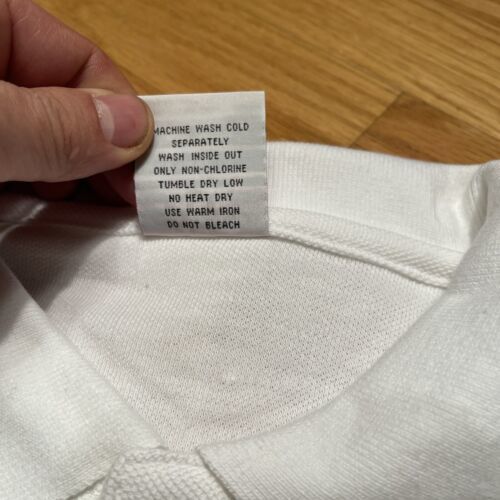 MACHINE WASH COLD
SEPARATELY
WASH INSIDE OUT
ONLY NON-CHLORINE
TUMBLE DRY LOW
NO HEAT DRY
USE WARM IRON
DO NOT BLEACH